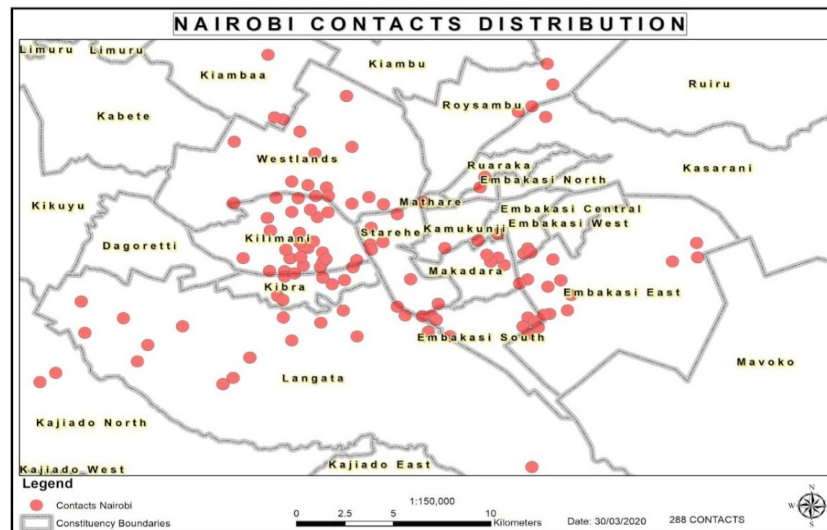 NAIROBI CONTACTS DISTRIBUTION
Limuru Limuru
Kiambu
Kiambaa
Ruiru
Roysambu
Kabete
Westlands
Ruaraka
Kasarani
Embakasi North
Kikuyu
Mathare
Embakasi Central
Kamukunji
Embakasi West
Starehe
Kilimani
Dagoretti
Makadara
Kibra
Embakasi East
Embakasi South
Mavoko
Langata
Kajiado North
Kajiado West
Kajiado East
Legend
Contacts Nairobi
Constituency Boundaries
1:150,000
0 2.5 5 10
Kilometers
Date: 30/03/2020
288 CONTACTS
N
W E
S